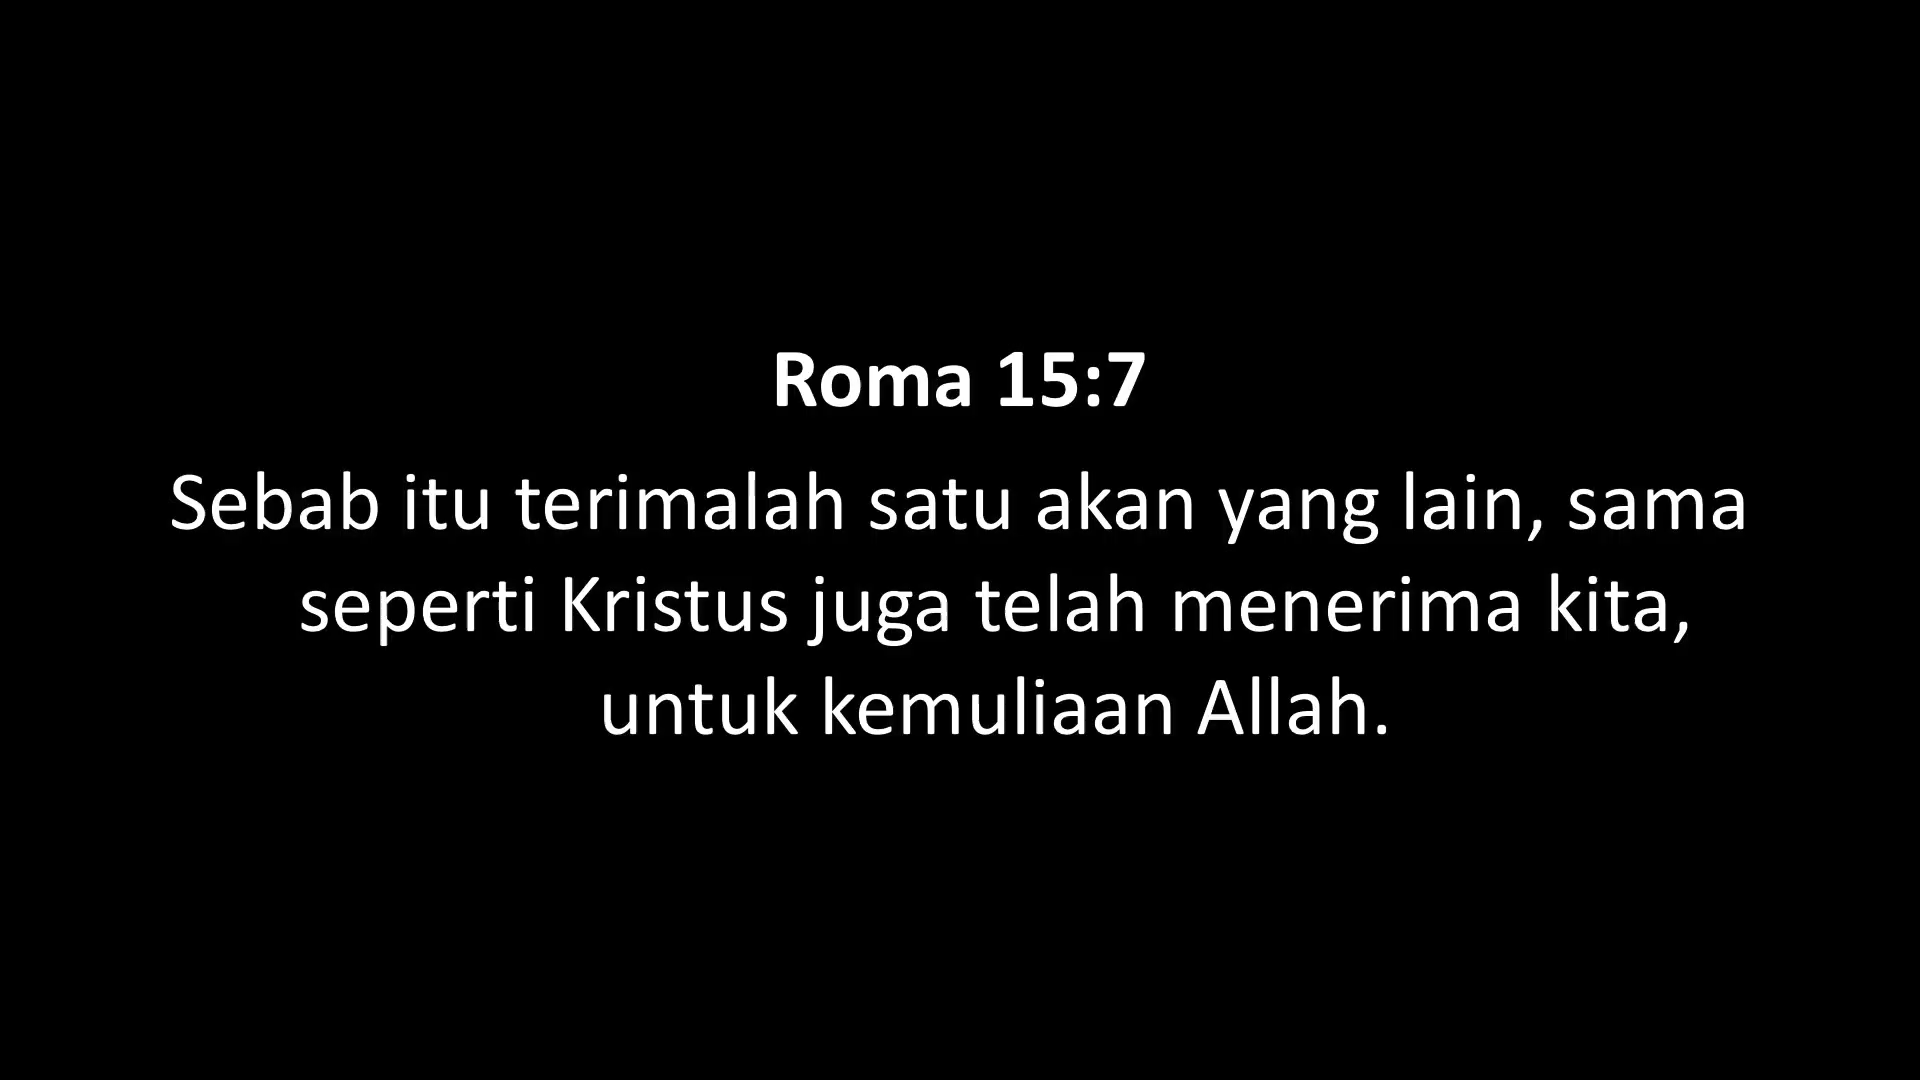 Roma 15:7
Sebab itu terimalah satu akan yang lain, sama
seperti Kristus juga telah menerima kita,
untuk kemuliaan Allah.